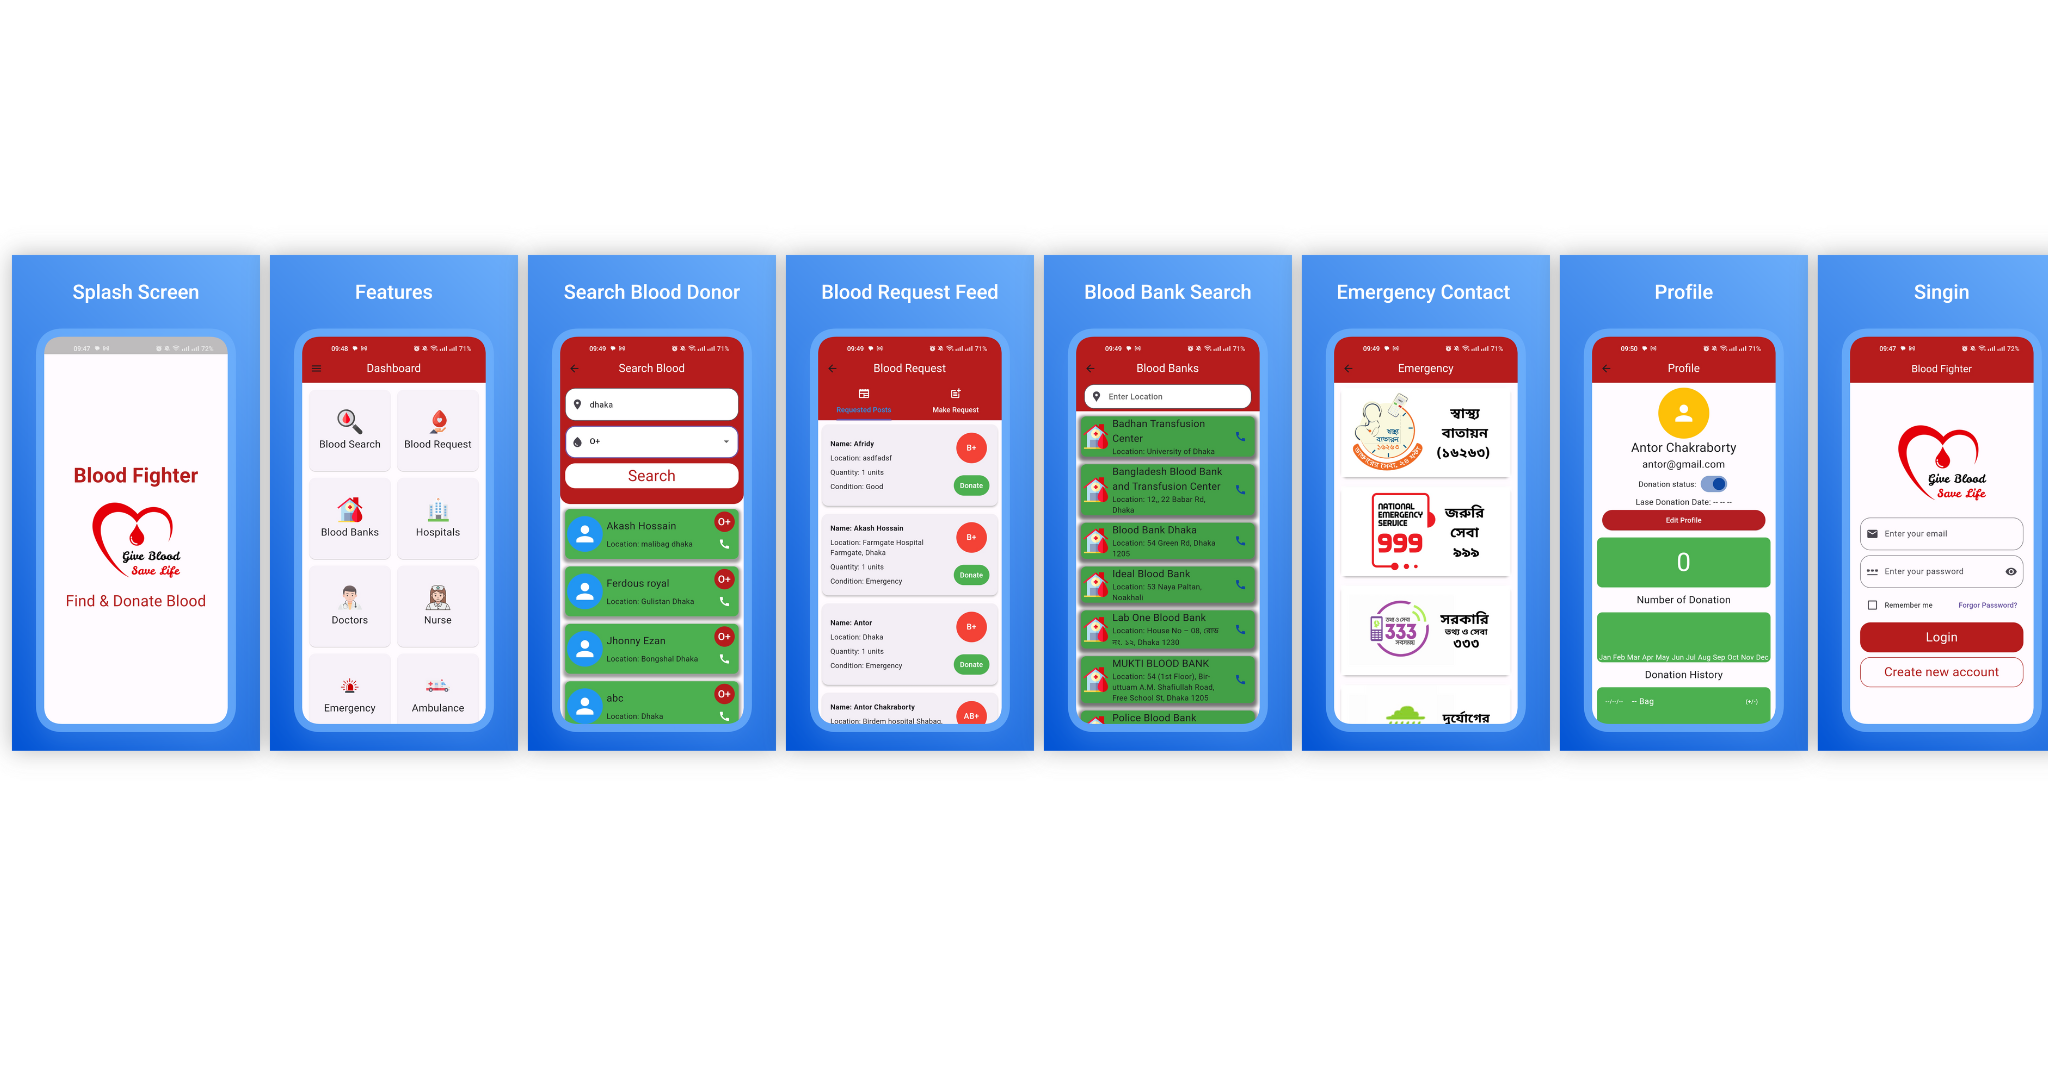 Splash Screen
09:47
72%
Blood Fighter
Give Blood
Save Life
Find & Donate Blood
Features
09:48
71%
Dashboard
Blood Search
Blood Request
Blood Banks
Hospitals
Doctors
Nurse
Emergency
Ambulance
Search Blood Donor
09:49
71%
Search Blood
dhaka
O+
Search
Akash Hossain
O+
Location: malibag dhaka
Ferdous royal
O+
Location: Gulistan Dhaka
Jhonny Ezan
O+
Location: Bongshal Dhaka
abc
O+
Location: Dhaka
Blood Request Feed
09:49
71%
Blood Request
Requested Posts
Make Request
Name: Afridy
Location: asdfadsf
Quantity: 1 units
Condition: Good
B+
Donate
Name: Akash Hossain
Location: Farmgate Hospital
Farmgate, Dhaka
Quantity: 1 units
Condition: Emergency
B+
Donate
Name: Antor
Location: Dhaka
Quantity: 1 units
Condition: Emergency
B+
Donate
Name: Antor Chakraborty
Location: Birdem hospital Shabag,
AB+
Blood Bank Search
09:49
71%
Blood Banks
Enter Location
Badhan Transfusion
Center
Location: University of Dhaka
Bangladesh Blood Bank
and Transfusion Center
Location: 12,, 22 Babar Rd,
Dhaka
Blood Bank Dhaka
Location: 54 Green Rd, Dhaka
1205
Ideal Blood Bank
Location: 53 Naya Paltan,
Noakhali
Lab One Blood Bank
Location: House No – 08, রোড
নং- ১২, Dhaka 1230
MUKTI BLOOD BANK
Location: 54 (1st Floor), Bir-
uttuam A.M. Shafiullah Road,
Free School St, Dhaka 1205
Police Blood Bank
Emergency Contact
09:49
71%
Emergency
স্বাস্থ্য
বাতায়ন
১৬২৬৩
স্বাস্থ্য
বাতায়ন
(১৬২৬৩)
NATIONAL
EMERGENCY
SERVICE
999
জরুরি
সেবা
৯৯৯
তথ্য ও সেবা
333
সবসময়
সরকারি
তথ্য ও সেবা
৩৩৩
দুর্যোগের
Profile
09:50
71%
Profile
Antor Chakraborty
antor@gmail.com
Donation status:
Lase Donation Date: -- -- --
Edit Profile
0
Number of Donation
Jan Feb Mar Apr May Jun Jul Aug Sep Oct Nov Dec
Donation History
--/--/-- -- Bag (+/-)
Singin
09:47
72%
Blood Fighter
Give Blood
Save Life
Enter your email
Enter your password
Remember me
Forgor Password?
Login
Create new account